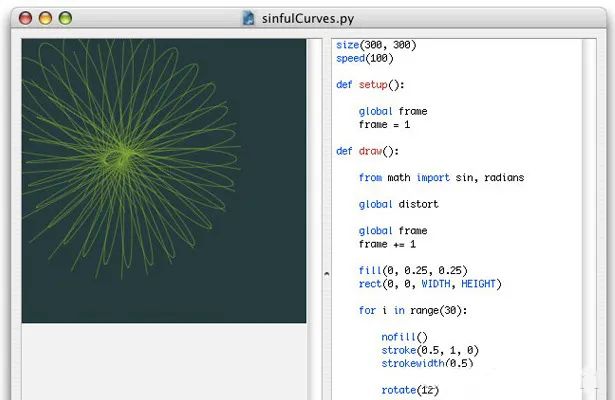 sinfulCurves.py
size(300, 300)
speed(100)
def setup():
global frame
frame = 1
def draw():
from math import sin, radians
global distort
global frame
frame += 1
fill(0, 0.25, 0.25)
rect(0, 0, WIDTH, HEIGHT)
for i in range(30):
nofill()
stroke(0.5, 1, 0)
strokewidth(0.5)
rotate(12)